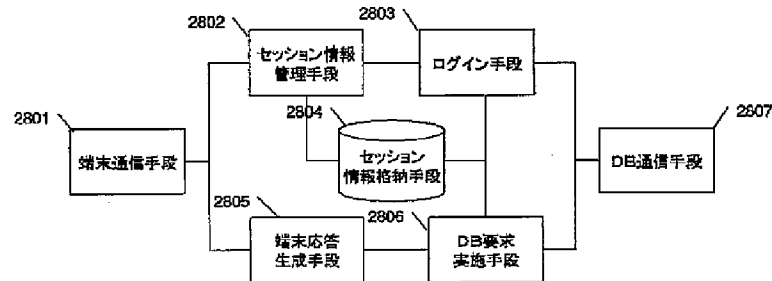 2802
セッション情報
管理手段
2803
ログイン手段
2801
端末通信手段
2804
セッション
情報格納手段
2807
DB通信手段
2805
端末応答
生成手段
2806
DB要求
実施手段